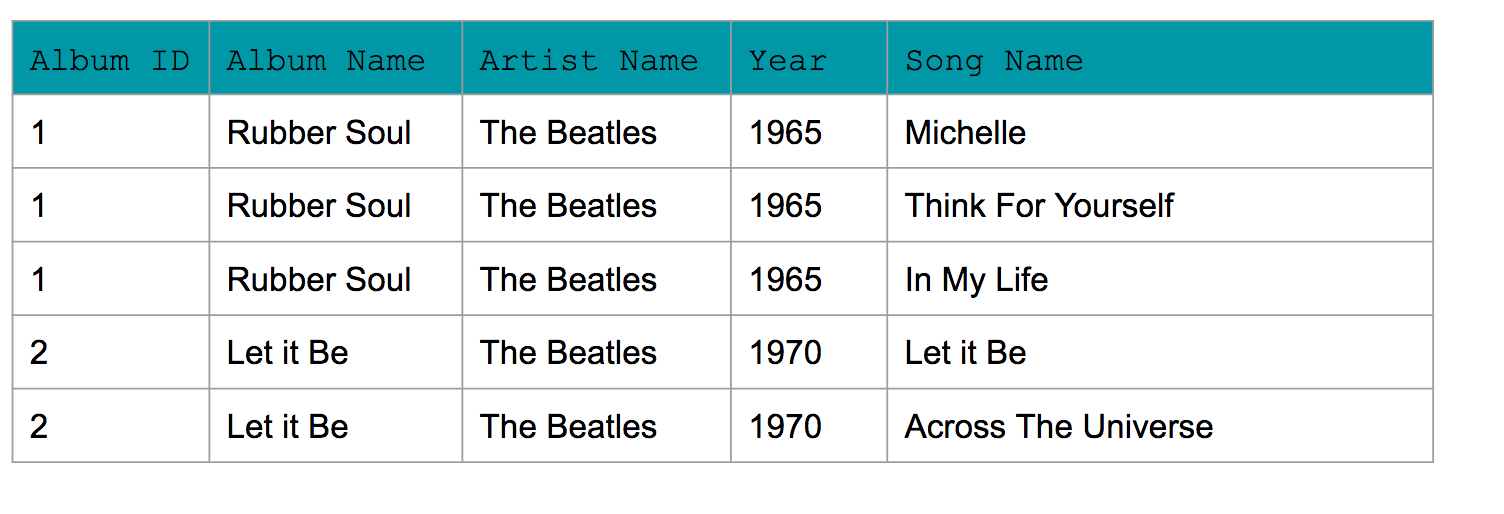 Album ID Album Name Artist Name Year Song Name
1 Rubber Soul The Beatles 1965 Michelle
1 Rubber Soul The Beatles 1965 Think For Yourself
1 Rubber Soul The Beatles 1965 In My Life
2 Let it Be The Beatles 1970 Let it Be
2 Let it Be The Beatles 1970 Across The Universe